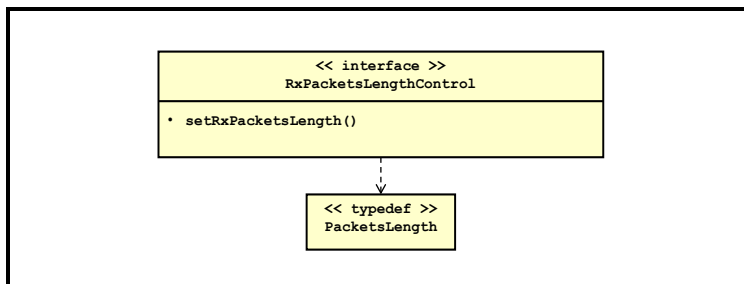 << interface >>
RxPacketsLengthControl
• setRxPacketsLength()
<< typedef >>
PacketsLength